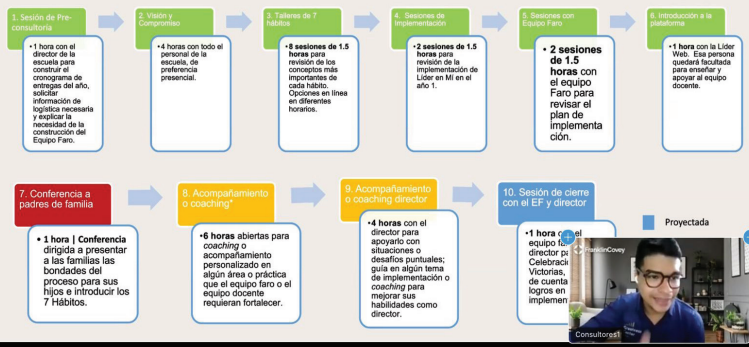 1. Sesión de Pre-
consultoría
• 1 hora con el
director de la
escuela para
construir el
cronograma de
entregas del año,
solicitar
información de
logística necesaria
y explicar la
necesidad de la
construcción del
Equipo Faro.
2. Visión y
Compromiso
• 4 horas con todo el
personal de la
escuela, de
preferencia
presencial.
3. Talleres de 7
hábitos
• 8 sesiones de 1.5
horas para
revisión de los
conceptos más
importantes de
cada hábito.
Opciones en línea
en diferentes
horarios.
4. Sesiones de
Implementación
• 2 sesiones de 1.5
horas para
revisión de la
implementación de
Líder en Mí en el
año 1.
5. Sesiones con
Equipo Faro
• 2 sesiones
de 1.5
horas con
el equipo
Faro para
revisar el
plan de
implementa
ción.
6. Introducción a la
plataforma
• 1 hora con la Líder
Web. Esa persona
quedará facultada
para enseñar y
apoyar al equipo
docente.
7. Conferencia a
padres de familia
• 1 hora | Conferencia
dirigida a presentar
a las familias las
bondades del
proceso para sus
hijos e introducir los
7 Hábitos.
8. Acompañamiento
o coaching*
• 6 horas abiertas para
coaching o
acompañamiento
personalizado en
algún área o práctica
que el equipo faro o el
equipo docente
requieran fortalecer.
9. Acompañamiento
o coaching director
• 4 horas con el
director para
apoyarlo con
situaciones o
desafíos puntuales;
guía en algún tema
de implementación o
coaching para
mejorar sus
habilidades como
director.
10. Sesión de cierre
con el EF y director
• 1 hora
equipo
director
Celebraci
Victorias,
de cuenta
logros en
implemen
Proyectada
FranklinCovey
Consultores1